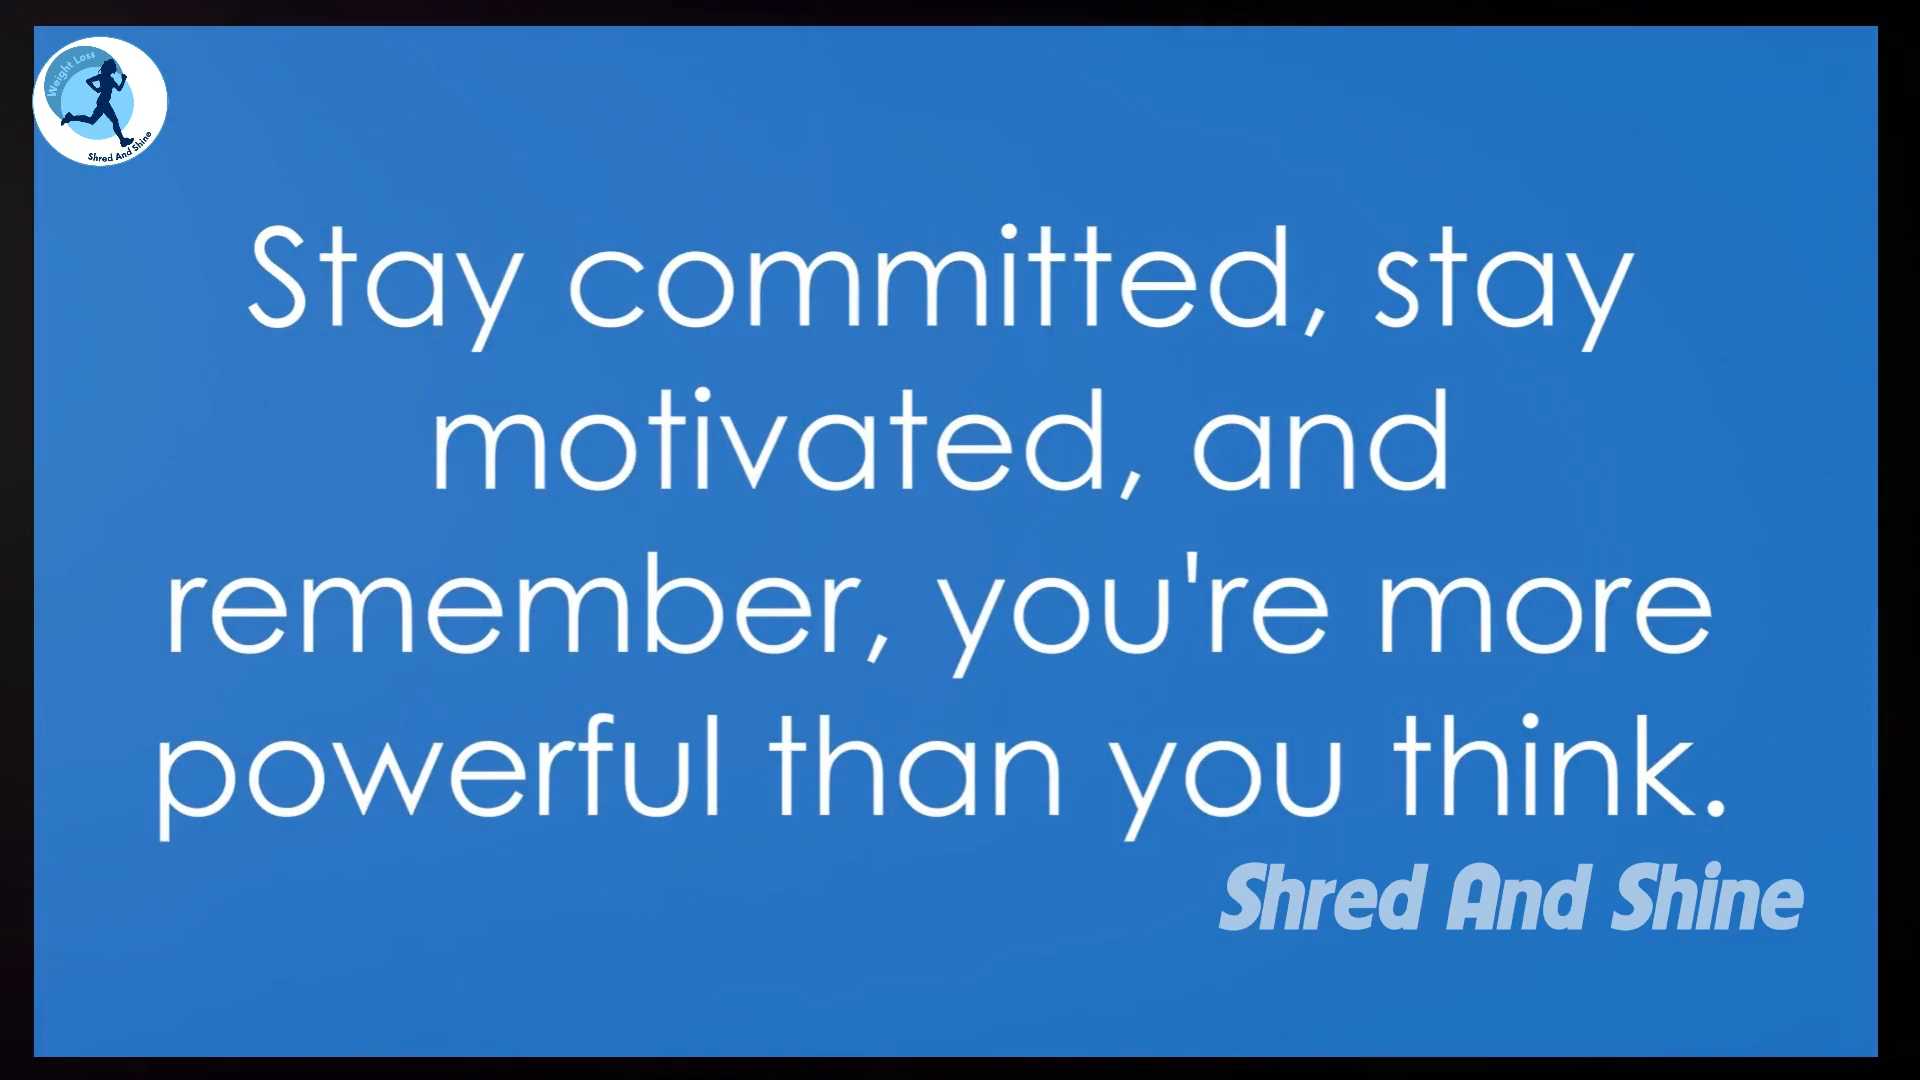 Weight Loss
Shred And Shine
Stay committed, stay
motivated, and
remember, you're more
powerful than you think.
Shred And Shine